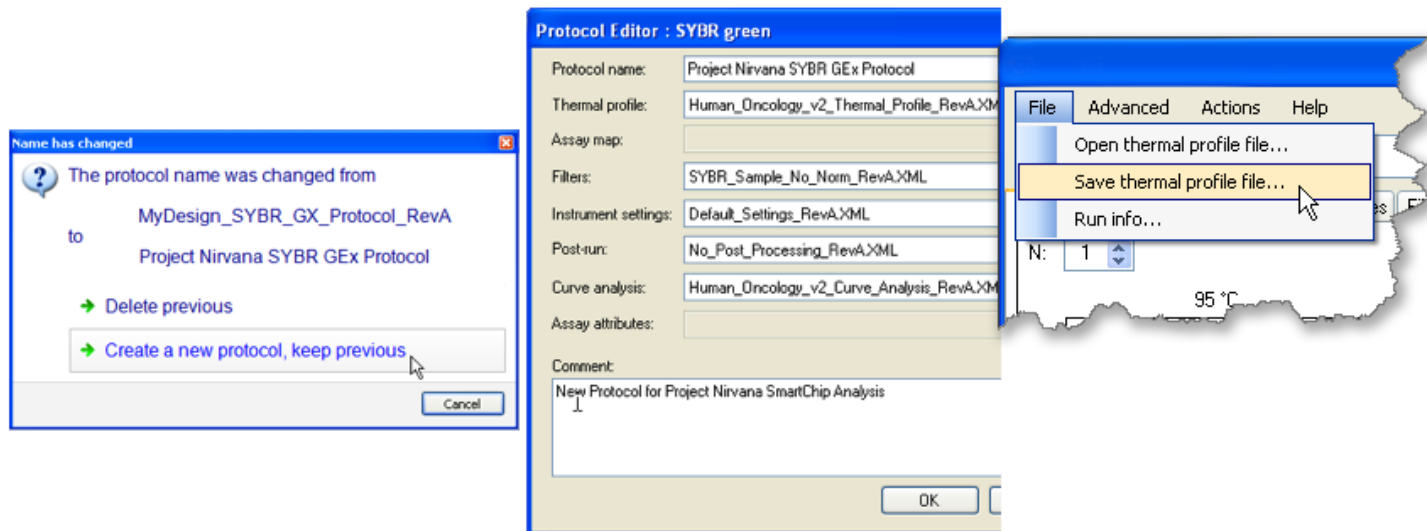 Name has changed
The protocol name was changed from
MyDesign_SYBR_GX_Protocol_RevA
to
Project Nirvana SYBR GEx Protocol
Delete previous
Create a new protocol, keep previous
Cancel
Protocol Editor : SYBR green
Protocol name: Project Nirvana SYBR GEx Protocol
Thermal profile: Human_Oncology_v2_Thermal_Profile_RevA.XM
Assay map:
Filters: SYBR_Sample_No_Norm_RevA.XML
Instrument settings: Default_Settings_RevA.XML
Post-run: No_Post_Processing_RevA.XML
Curve analysis: Human_Oncology_v2_Curve_Analysis_RevA.XM
Assay attributes:
Comment:
New Protocol for Project Nirvana SmartChip Analysis
OK
File Advanced Actions Help
Open thermal profile file...
Save thermal profile file...
Run info...
N: 1
95 °C